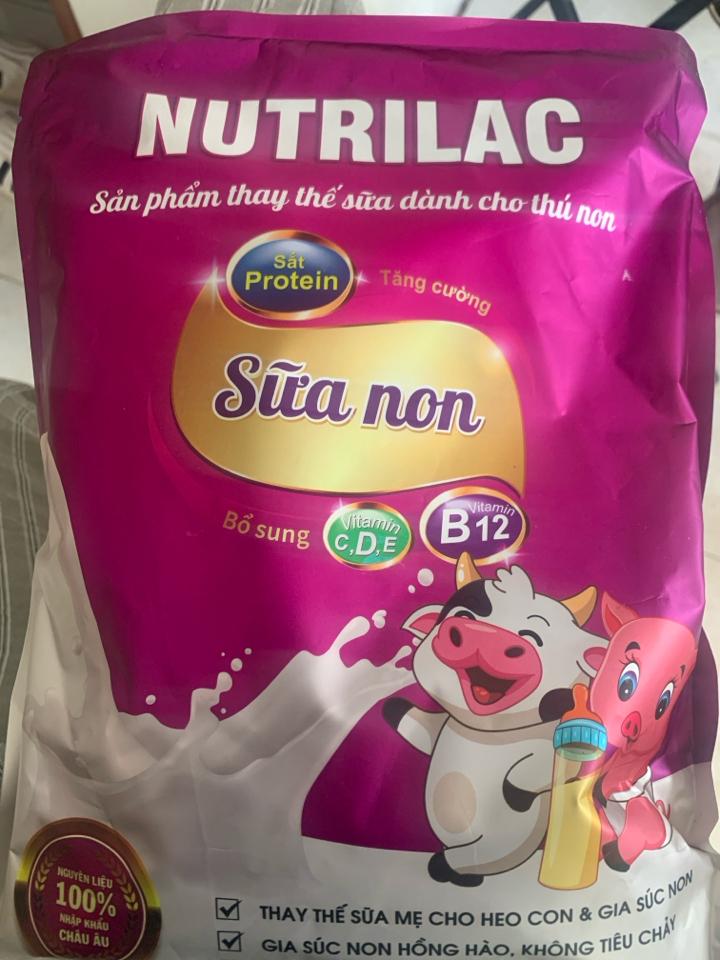 NUTRILAC
Sản phẩm thay thế sữa dành cho thú non
Sắt
Protein
Tăng cường
Sữa non
Bổ sung
Vitamin
C,D,E
Vitamin
B12
NGUYÊN LIỆU
100%
NHẬP KHẨU
CHÂU ÂU
THAY THẾ SỮA MẸ CHO HEO CON & GIA SÚC NON
GIA SÚC NON HỒNG HÀO, KHÔNG TIÊU CHẢY